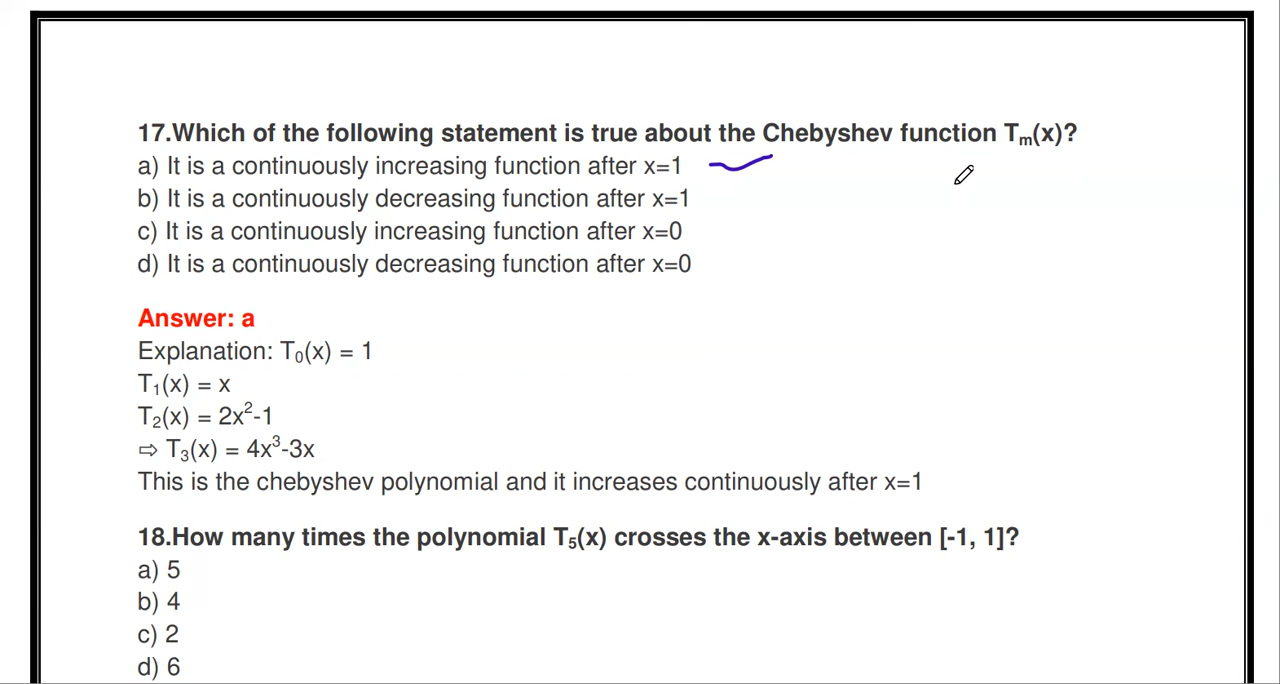 17.Which of the following statement is true about the Chebyshev function Tₘ(x)?
a) It is a continuously increasing function after x=1
b) It is a continuously decreasing function after x=1
c) It is a continuously increasing function after x=0
d) It is a continuously decreasing function after x=0
Answer: a
Explanation: T₀(x) = 1
T₁(x) = x
T₂(x) = 2x²-1
⇨ T₃(x) = 4x³-3x
This is the chebyshev polynomial and it increases continuously after x=1
18.How many times the polynomial T₅(x) crosses the x-axis between [-1, 1]?
a) 5
b) 4
c) 2
d) 6